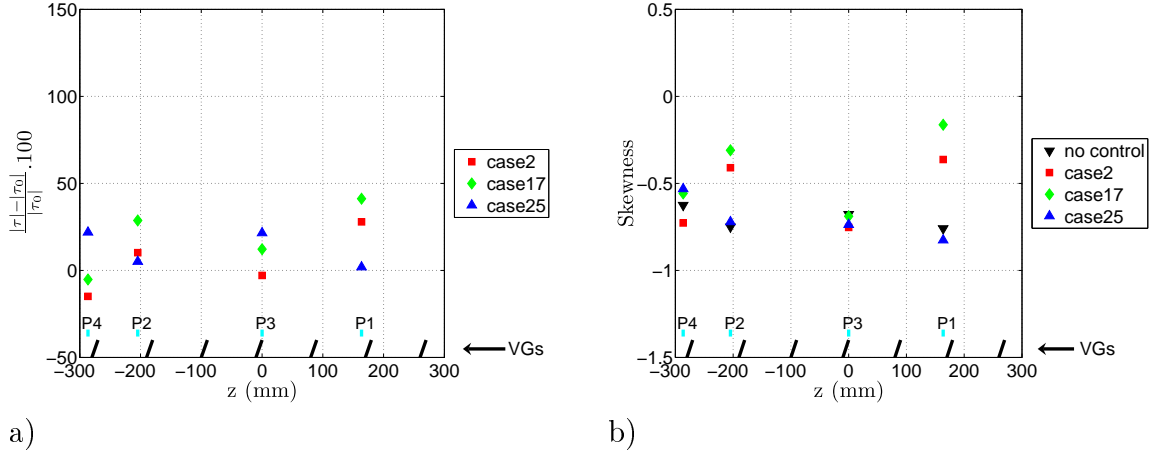 150
100
50
0
−50
|τ|−|τ0|
|τ0| .100
case2
case17
case25
P4 P2 P3 P1
VGs
−300 −200 −100 0 100 200 300
z (mm)
a)
0.5
0
−0.5
−1
−1.5
Skewness
no control
case2
case17
case25
P4 P2 P3 P1
VGs
−300 −200 −100 0 100 200 300
z (mm)
b)